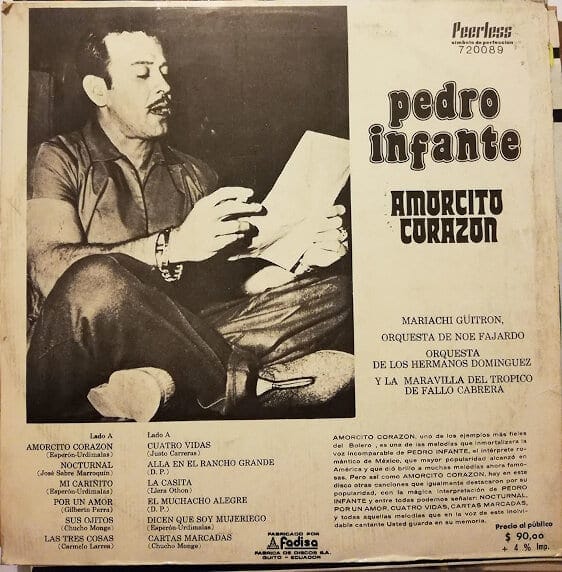 Peerless
símbolo de perfección
720089
pedro
infante
AMORCITO
CORAZON
MARIACHI GÜITRON,
ORQUESTA DE NOE FAJARDO
ORQUESTA
DE LOS HERMANOS DOMINGUEZ
Y LA MARAVILLA DEL TROPICO
DE FALLO CABRERA
Lado A
AMORCITO CORAZON
(Esperón-Urdimalas)
NOCTURNAL
(José Sabre Marroquin)
MI CARIÑITO
(Esperón-Urdimalas)
POR UN AMOR
(Gilberto Parra)
SUS OJITOS
(Chucho Monge)
LAS TRES COSAS
(Carmelo Larrea)
Lado A
CUATRO VIDAS
(Justo Carreras)
ALLA EN EL RANCHO GRANDE
(D. P.)
LA CASITA
(Llera Othon)
EL MUCHACHO ALEGRE
(D. P.)
DICEN QUE SOY MUJERIEGO
(Esperón-Urdimalas)
CARTAS MARCADAS
(Chucho Monge)
AMORCITO CORAZON, uno de los ejemplos más fieles
del Bolero, es una de las melodías que inmortalizara la
voz incomparable de PEDRO INFANTE, el intérprete ro-
mántico de México, que mayor popularidad alcanzó en
América y que dió brillo a muchas melodías ahora famo-
sas. Pero así como AMORCITO CORAZON, hay en este
disco otras canciones que igualmente destacaron por su
popularidad, con la mágica interpretación de PEDRO
INFANTE y entre todas podemos señalar: NOCTURNAL,
POR UN AMOR, CUATRO VIDAS, CARTAS MARCADAS,
y todas aquellas melodías que en la voz de este inolvi-
dable cantante Usted guarda en su memoria.
FABRICADO POR
fadisa
FABRICA DE DISCOS S.A.
QUITO - ECUADOR
Precio al público
$ 90,00
+ 4 % Imp.